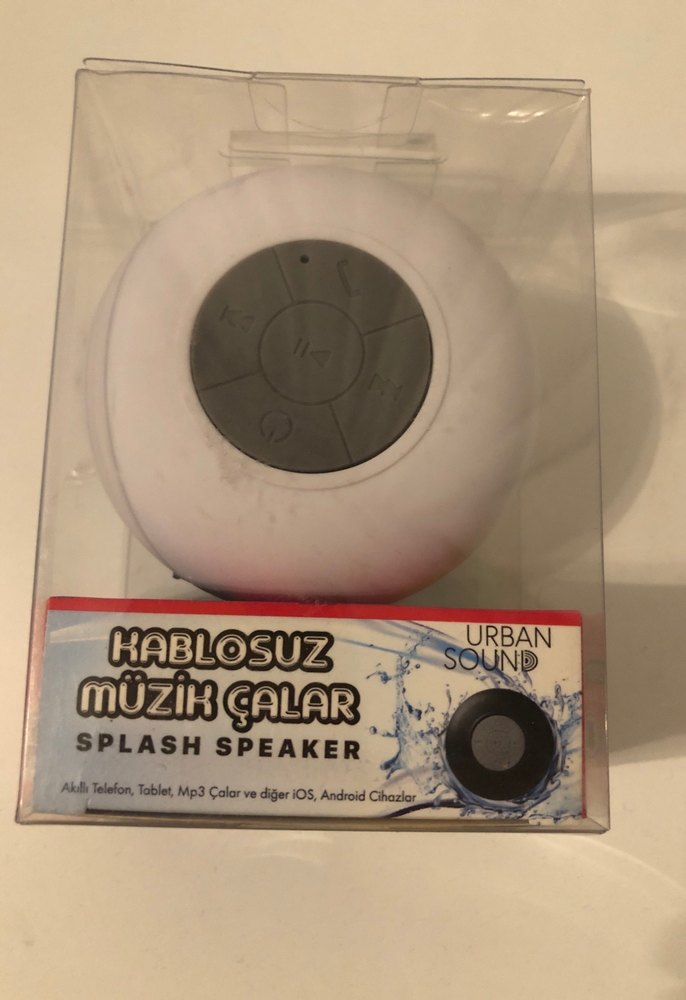 URBAN
SOUND
KABLOSUZ
MÜZİK ÇALAR
SPLASH SPEAKER
Akıllı Telefon, Tablet, Mp3 Çalar ve diğer iOS, Android Cihazlar